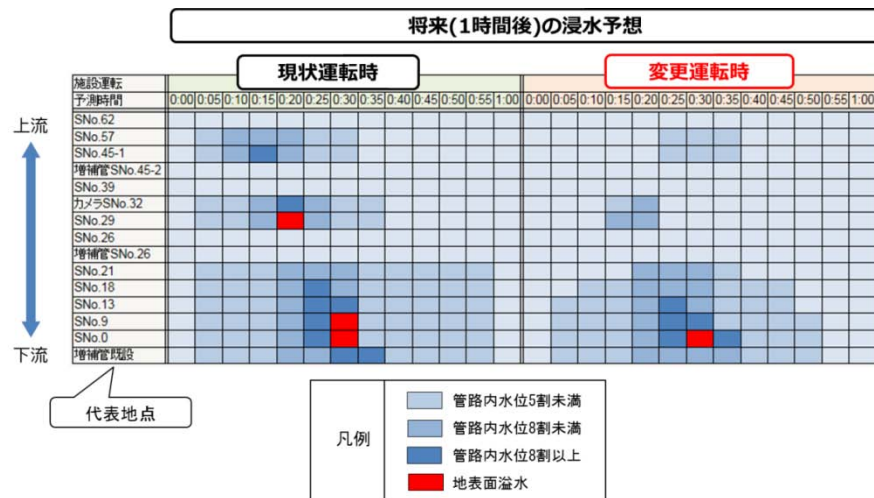 将来(1時間後)の浸水予想
現状運転時
変更運転時
施設運転
予測時間 0:00 0:05 0:10 0:15 0:20 0:25 0:30 0:35 0:40 0:45 0:50 0:55 1:00 0:00 0:05 0:10 0:15 0:20 0:25 0:30 0:35 0:40 0:45 0:50 0:55 1:00
上流
SNo.62
SNo.57
SNo.45-1
増補管SNo.45-2
SNo.39
カメラSNo.32
SNo.29
SNo.26
増補管SNo.26
SNo.21
SNo.18
SNo.13
SNo.9
SNo.0
増補管既設
下流
代表地点
凡例
管路内水位5割未満
管路内水位8割未満
管路内水位8割以上
地表面溢水